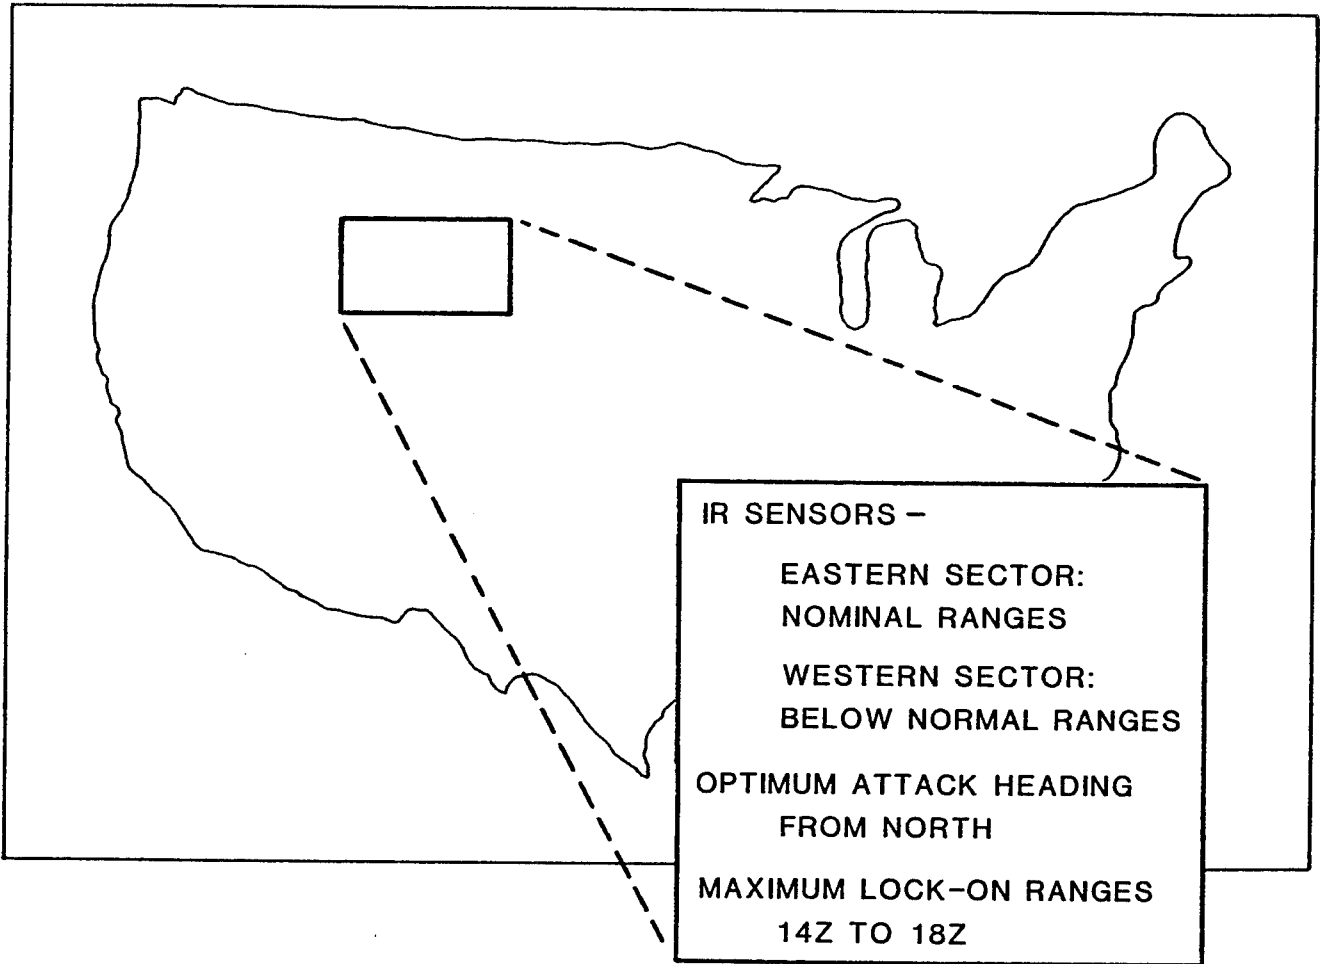 IR SENSORS –
EASTERN SECTOR:
NOMINAL RANGES
WESTERN SECTOR:
BELOW NORMAL RANGES
OPTIMUM ATTACK HEADING
FROM NORTH
MAXIMUM LOCK-ON RANGES
14Z TO 18Z